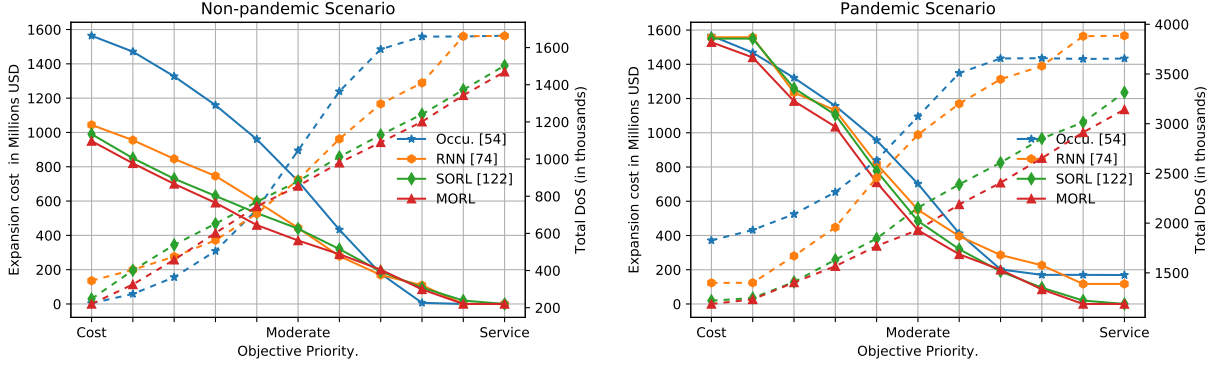 Non-pandemic Scenario
Expansion cost in Millions USD
1600
1400
1200
1000
800
600
400
200
0
1600
1400
1200
1000
800
600
400
200
Total DoS (in thousands)
Occu. [54]
RNN [74]
SORL [122]
MORL
Cost
Moderate
Service
Objective Priority.
Pandemic Scenario
Expansion cost in Millions USD
1600
1400
1200
1000
800
600
400
200
0
4000
3500
3000
2500
2000
1500
Total DoS (in thousands)
Occu. [54]
RNN [74]
SORL [122]
MORL
Cost
Moderate
Service
Objective Priority.